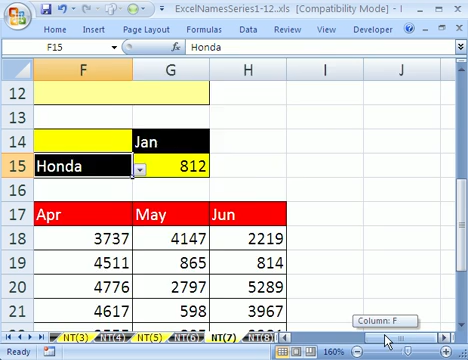 ExcelNamesSeries1-12..xls [Compatibility Mode] -
Home Insert Page Layout Formulas Data Review View Developer
F15 fx Honda
F G H I J
12
13
14 Jan
15 Honda 812
16
17 Apr May Jun
18 3737 4147 2219
19 4511 865 814
20 4776 2797 5289
21 4617 598 3967
Column: F
NT(3) NT(4) NT(5) NT(6) NT(7) NT(8)
Ready 160%